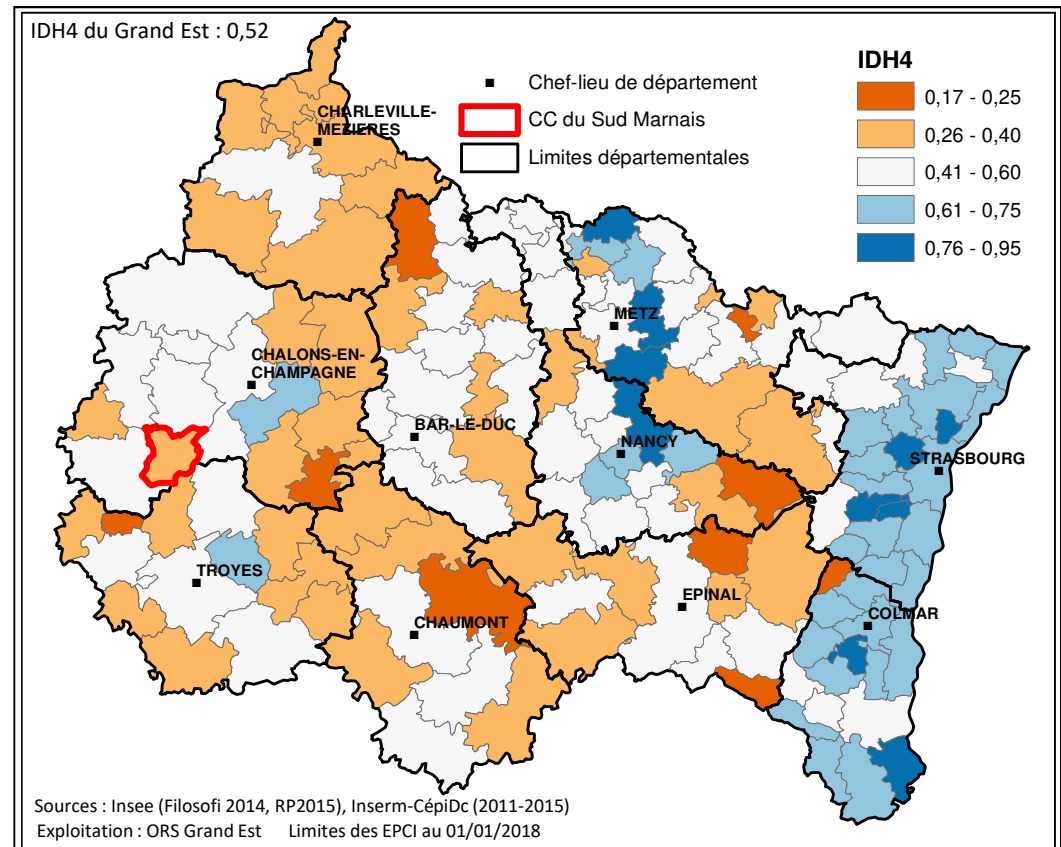 IDH4 du Grand Est : 0,52
IDH4
Chef-lieu de département
CC du Sud Marnais
Limites départementales
0,17 - 0,25
0,26 - 0,40
0,41 - 0,60
0,61 - 0,75
0,76 - 0,95
CHARLEVILLE-
MEZIERES
METZ
CHALONS-EN-
CHAMPAGNE
BAR-LE-DUC
NANCY
STRASBOURG
TROYES
EPINAL
CHAUMONT
COLMAR
Sources : Insee (Filosofi 2014, RP2015), Inserm-CépiDc (2011-2015)
Exploitation : ORS Grand Est Limites des EPCI au 01/01/2018